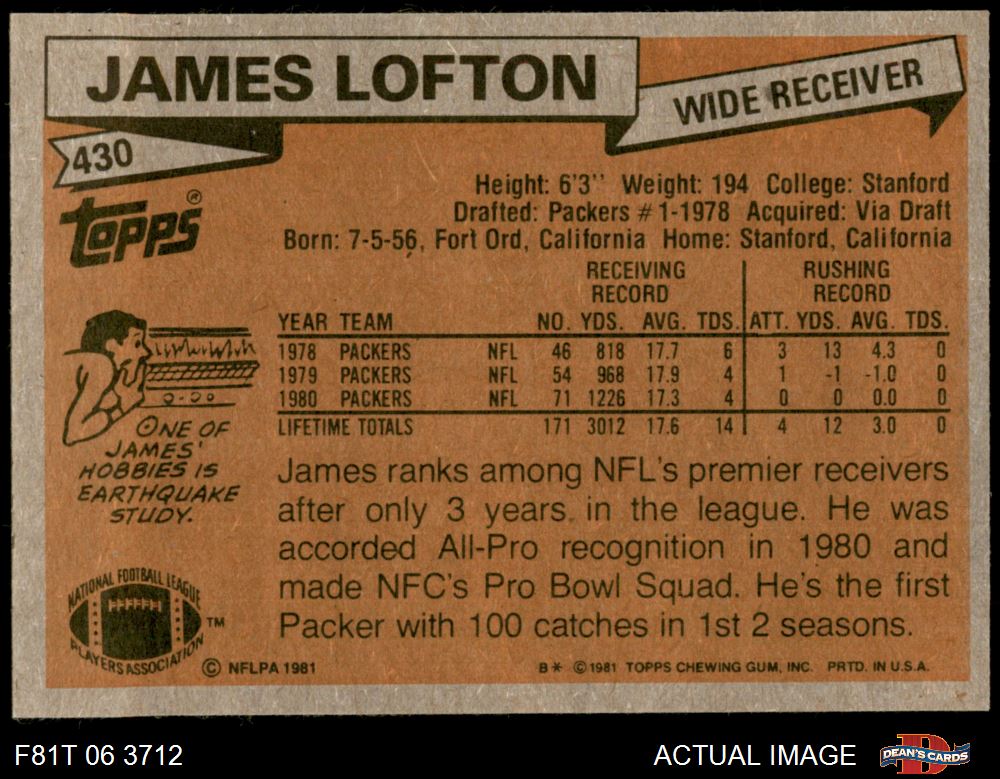 JAMES LOFTON
WIDE RECEIVER
430
TOPPS®
Height: 6'3'' Weight: 194 College: Stanford
Drafted: Packers #1-1978 Acquired: Via Draft
Born: 7-5-56, Fort Ord, California Home: Stanford, California
RECEIVING RECORD RUSHING RECORD
YEAR TEAM NO. YDS. AVG. TDS. ATT. YDS. AVG. TDS.
1978 PACKERS NFL 46 818 17.7 6 3 13 4.3 0
1979 PACKERS NFL 54 968 17.9 4 1 -1 -1.0 0
1980 PACKERS NFL 71 1226 17.3 4 0 0 0.0 0
LIFETIME TOTALS 171 3012 17.6 14 4 12 3.0 0
ONE OF
JAMES'
HOBBIES IS
EARTHQUAKE
STUDY.
James ranks among NFL's premier receivers
after only 3 years in the league. He was
accorded All-Pro recognition in 1980 and
made NFC's Pro Bowl Squad. He's the first
Packer with 100 catches in 1st 2 seasons.
NATIONAL FOOTBALL LEAGUE
PLAYERS ASSOCIATION
TM
© NFLPA 1981
B* © 1981 TOPPS CHEWING GUM, INC. PRTD. IN U.S.A.
F81T 06 3712
ACTUAL IMAGE
DEAN'S CARDS